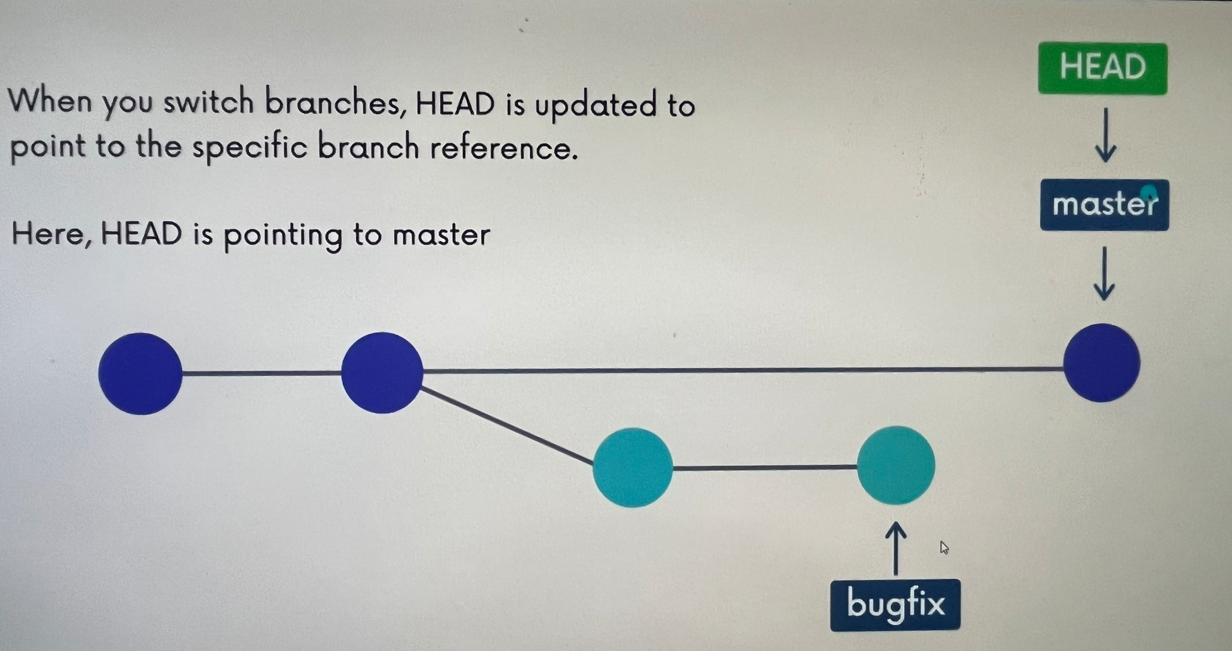 HEAD
When you switch branches, HEAD is updated to
point to the specific branch reference.
master
Here, HEAD is pointing to master
bugfix